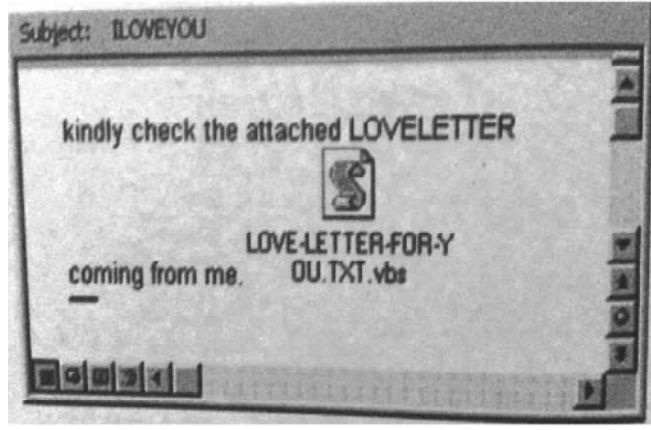 Subject: ILOVEYOU
kindly check the attached LOVELETTER
LOVE-LETTER-FOR-Y
coming from me. OU.TXT.vbs